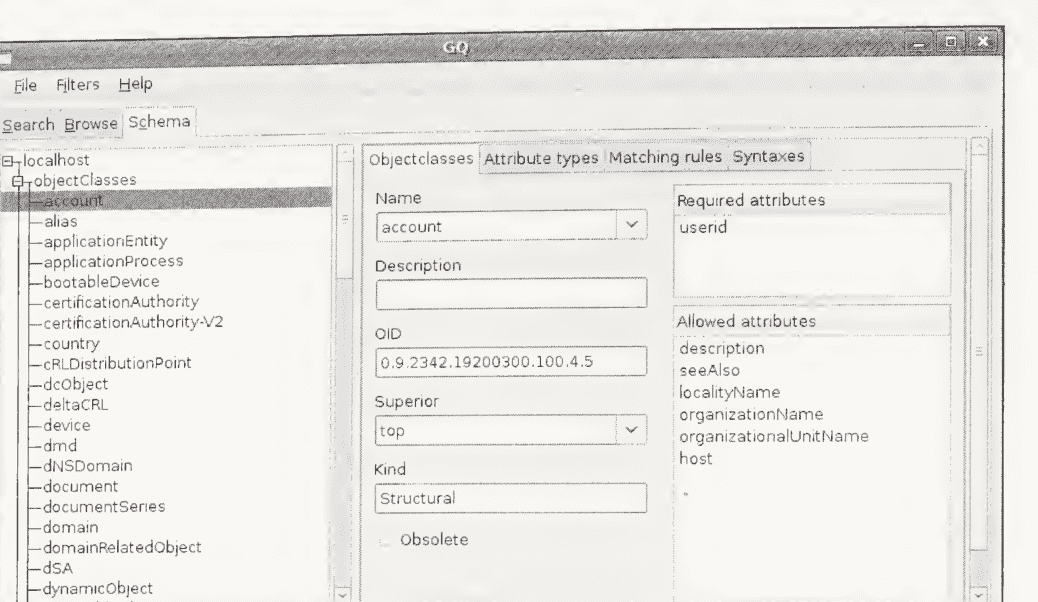 GQ
File Filters Help
Search Browse Schema
localhost
objectClasses
account
alias
applicationEntity
applicationProcess
bootableDevice
certificationAuthority
certificationAuthority-V2
country
cRLDistributionPoint
dcObject
deltaCRL
device
dmd
dNSDomain
document
documentSeries
domain
domainRelatedObject
dSA
dynamicObject
Objectclasses Attribute types Matching rules Syntaxes
Name
account
Description
OID
0.9.2342.19200300.100.4.5
Superior
top
Kind
Structural
Obsolete
Required attributes
userid
Allowed attributes
description
seeAlso
localityName
organizationName
organizationalUnitName
host